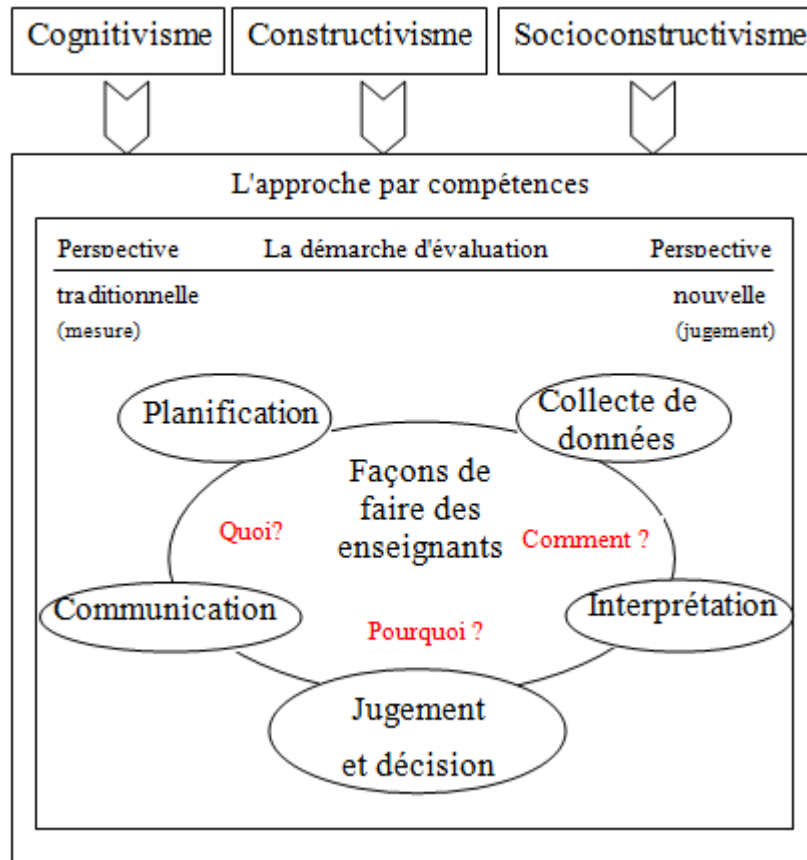 Cognitivisme
Constructivisme
Socioconstructivisme
L'approche par compétences
Perspective
La démarche d'évaluation
Perspective
traditionnelle
nouvelle
(mesure)
(jugement)
Planification
Collecte de
données
Façons de
faire des
enseignants
Quoi?
Comment ?
Communication
Interprétation
Pourquoi ?
Jugement
et décision